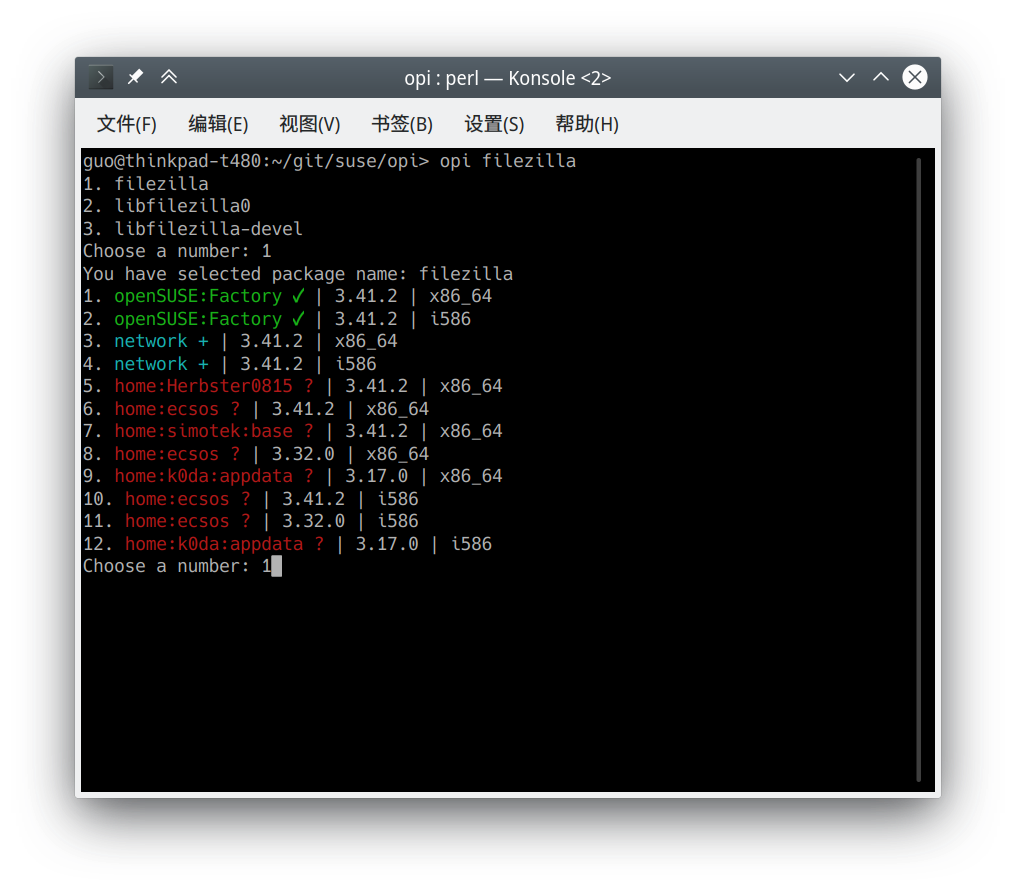 opi : perl — Konsole <2>
文件(F) 编辑(E) 视图(V) 书签(B) 设置(S) 帮助(H)
guo@thinkpad-t480:~/git/suse/opi> opi filezilla
1. filezilla
2. libfilezilla0
3. libfilezilla-devel
Choose a number: 1
You have selected package name: filezilla
1. openSUSE:Factory ✓ | 3.41.2 | x86_64
2. openSUSE:Factory ✓ | 3.41.2 | i586
3. network + | 3.41.2 | x86_64
4. network + | 3.41.2 | i586
5. home:Herbster0815 ? | 3.41.2 | x86_64
6. home:ecsos ? | 3.41.2 | x86_64
7. home:simotek:base ? | 3.41.2 | x86_64
8. home:ecsos ? | 3.32.0 | x86_64
9. home:k0da:appdata ? | 3.17.0 | x86_64
10. home:ecsos ? | 3.41.2 | i586
11. home:ecsos ? | 3.32.0 | i586
12. home:k0da:appdata ? | 3.17.0 | i586
Choose a number: 1